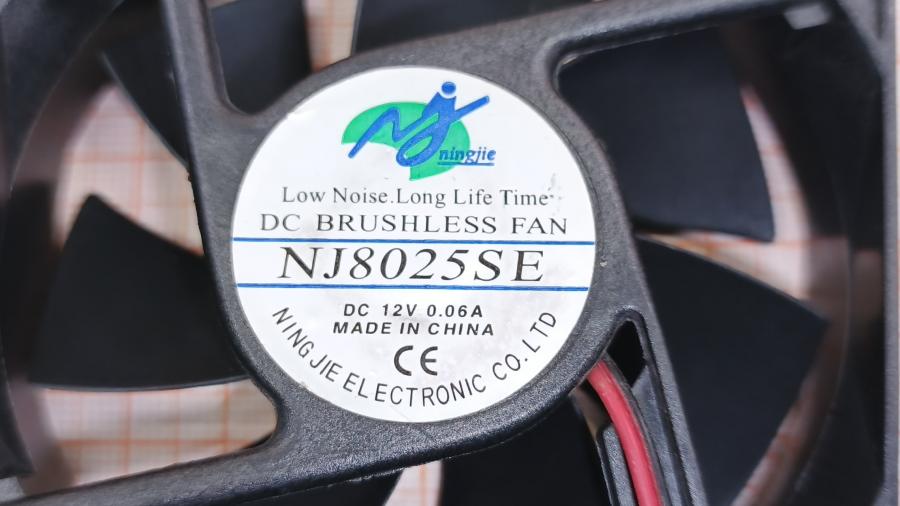 NJ
ningjie
Low Noise.Long Life Time
DC BRUSHLESS FAN
NJ8025SE
DC 12V 0.06A
MADE IN CHINA
CE
NING JIE ELECTRONIC CO.LTD